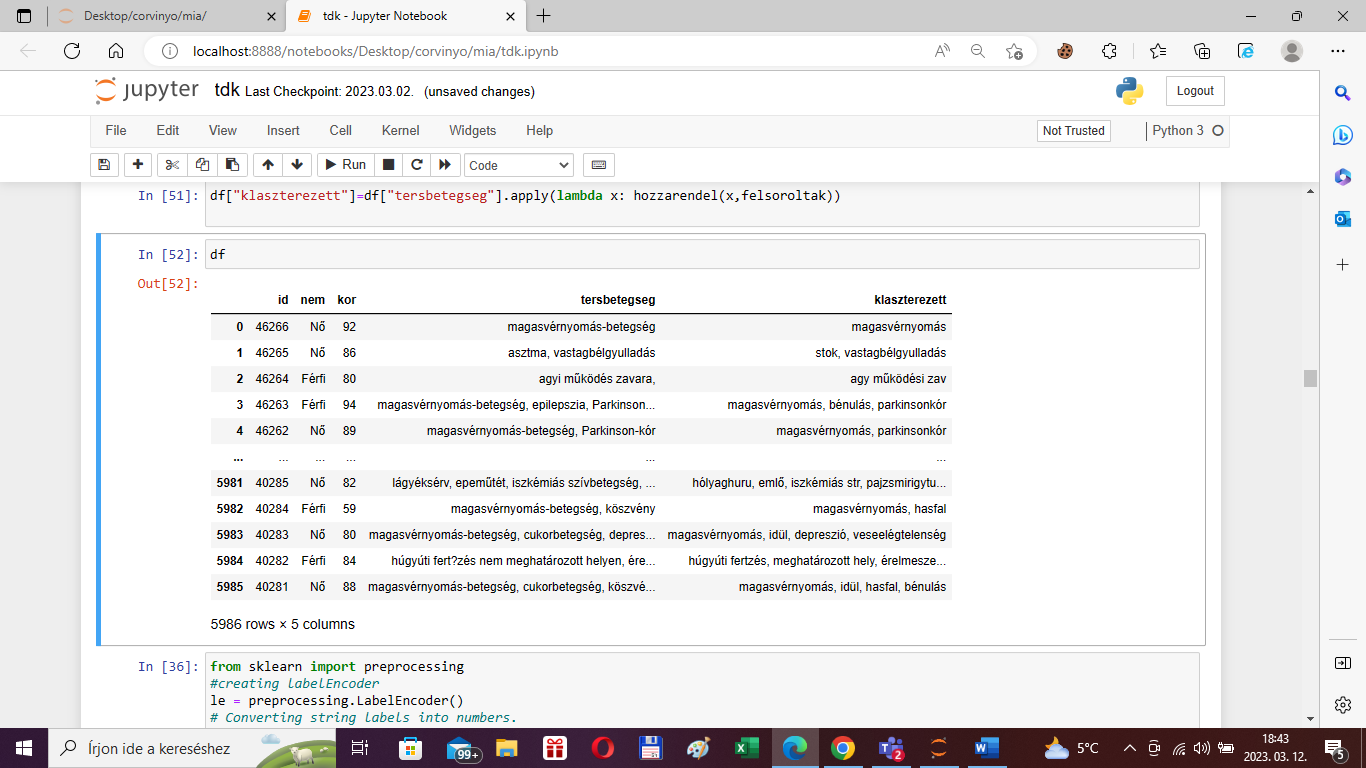 Desktop/corvinyo/mia/
tdk - Jupyter Notebook
localhost:8888/notebooks/Desktop/corvinyo/mia/tdk.ipynb
jupyter tdk Last Checkpoint: 2023.03.02. (unsaved changes)
Logout
File Edit View Insert Cell Kernel Widgets Help
Not Trusted
Python 3
Run
Code
In [51]: df["klaszterezett"]=df["tersbetegseg"].apply(lambda x: hozzarendel(x,felsoroltak))
In [52]: df
Out[52]:
id nem kor tersbetegseg klaszterezett
0 46266 Nő 92 magasvérnyomás-betegség magasvérnyomás
1 46265 Nő 86 asztma, vastagbélgyulladás stok, vastagbélgyulladás
2 46264 Férfi 80 agyi működés zavara, agy működési zav
3 46263 Férfi 94 magasvérnyomás-betegség, epilepszia, Parkinson... magasvérnyomás, bénulás, parkinsonkór
4 46262 Nő 89 magasvérnyomás-betegség, Parkinson-kór magasvérnyomás, parkinsonkór
... ... ... ... ... ...
5981 40285 Nő 82 lágyéksérv, epeműtét, iszkémiás szívbetegség, ... hólyaghuru, emlő, iszkémiás str, pajzsmirigytu...
5982 40284 Férfi 59 magasvérnyomás-betegség, köszvény magasvérnyomás, hasfal
5983 40283 Nő 80 magasvérnyomás-betegség, cukorbetegség, depres... magasvérnyomás, idül, depreszió, veseelégtelenség
5984 40282 Férfi 84 húgyúti fert?zés nem meghatározott helyen, ére... húgyúti fertzés, meghatározot hely, érelmesze...
5985 40281 Nő 88 magasvérnyomás-betegség, cukorbetegség, köszvé... magasvérnyomás, idül, hasfal, bénulás
5986 rows × 5 columns
In [36]: from sklearn import preprocessing
#creating labelEncoder
le = preprocessing.LabelEncoder()
# Converting string labels into numbers.
Írjon ide a kereséshez
99+
2
5°C
18:43
2023. 03. 12.
5